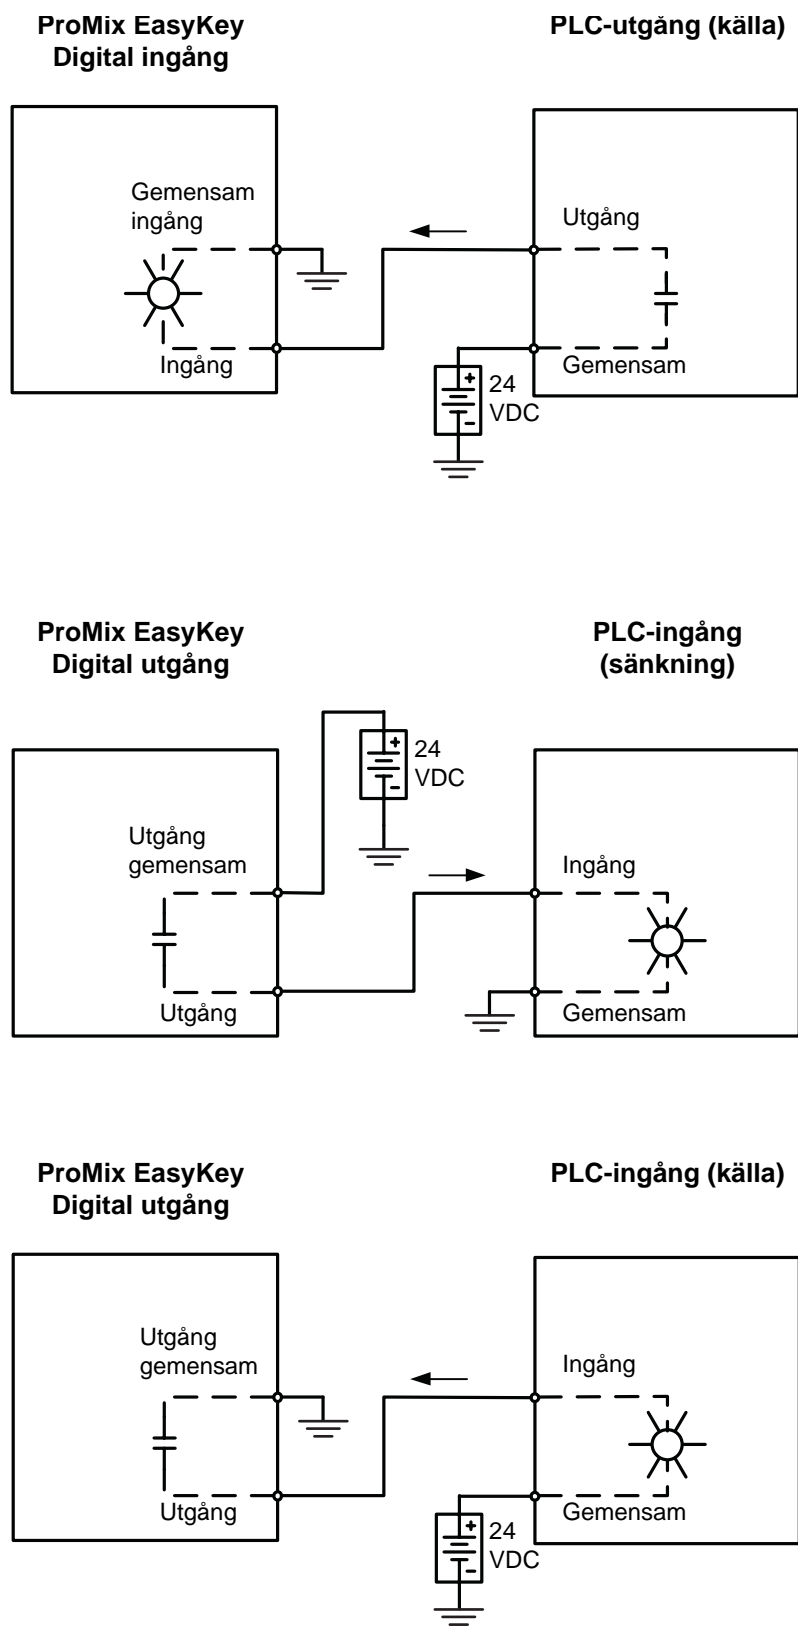 ProMix EasyKey
Digital ingång
PLC-utgång (källa)
Gemensam
ingång
Utgång
Ingång
Gemensam
+
24
VDC
-
ProMix EasyKey
Digital utgång
PLC-ingång
(sänkning)
+
24
VDC
-
Utgång
gemensam
Ingång
Utgång
Gemensam
ProMix EasyKey
Digital utgång
PLC-ingång (källa)
Utgång
gemensam
Ingång
Utgång
Gemensam
+
24
VDC
-